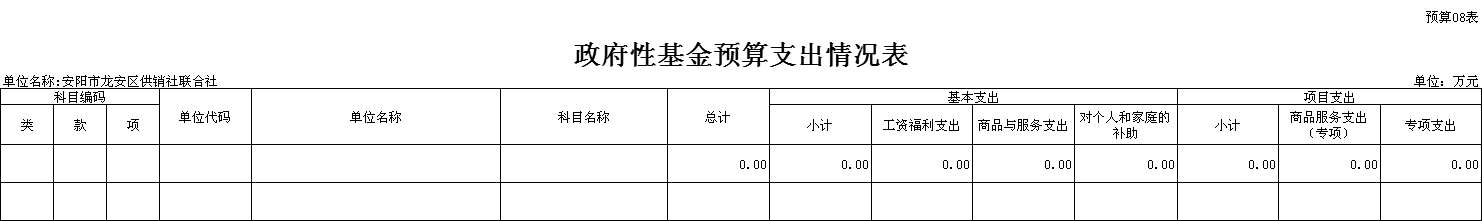 预算08表
政府性基金预算支出情况表
单位名称:安阳市龙安区供销社联合社 单位：万元
科目编码 单位代码 单位名称 科目名称 总计 基本支出 项目支出
类 款 项 小计 工资福利支出 商品与服务支出 对个人和家庭的补助 小计 商品服务支出（专项） 专项支出
0.00 0.00 0.00 0.00 0.00 0.00 0.00 0.00